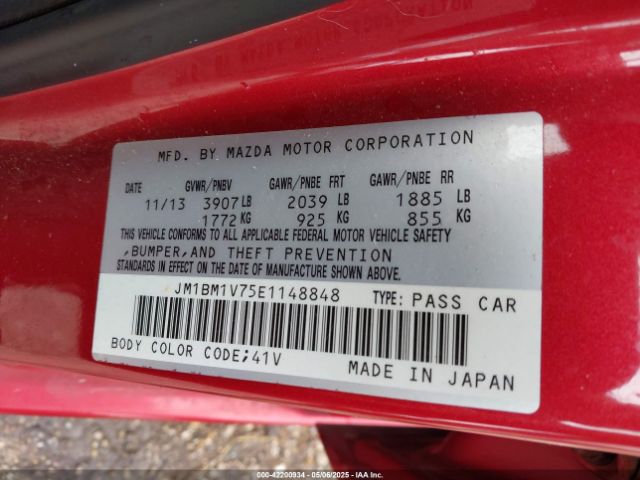 MFD. BY MAZDA MOTOR CORPORATION
DATE GVWR/PNBV GAWR/PNBE FRT GAWR/PNBE RR
11/13 3907 LB 2039 LB 1885 LB
1772 KG 925 KG 855 KG
THIS VEHICLE CONFORMS TO ALL APPLICABLE FEDERAL MOTOR VEHICLE SAFETY
,BUMPER,AND THEFT PREVENTION
STANDARDS IN EFFECT ON THE DATE OF MANUFACTURE SHOWN ABOVE.
JM1BM1V75E1148848 TYPE: PASS CAR
BODY COLOR CODE;41V
MADE IN JAPAN
000-42200934 - 05/06/2025 - IAAI.com